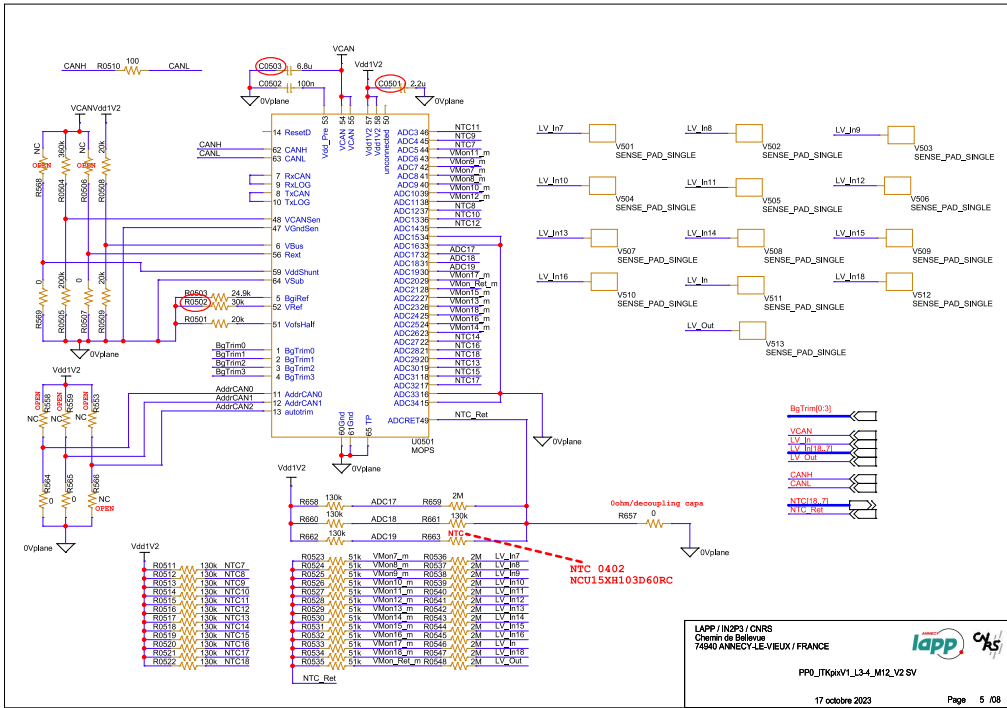 CANH R0510 100 CANL
VCAN
C0503 6.8u
C0502 100n
0Vplane
Vdd1V2
C0501 2.2u
0Vplane
VCAN Vdd1V2
NC OPEN R0568
360k R0504
NC OPEN R0506
20k R0508
0 R0569
200k R0505
0 R0507
20k R0509
0Vplane
Vdd_Pre 53
VCAN 54
VCAN 55
Vdd1V2 57
Vdd1V2 58
unconnected 50
14 ResetD
CANH 62 CANH
CANL 63 CANL
7 RxCAN
9 RxLOG
8 TxCAN
10 TxLOG
48 VCANSen
47 VGndSen
6 VBus
56 Rext
59 VddShunt
64 VSub
R0503 24.9k 5 BgiRef
R0502 30k 52 VRef
R0501 20k 51 VofsHalf
BgTrim0 1 BgTrim0
BgTrim1 2 BgTrim1
BgTrim2 3 BgTrim2
BgTrim3 4 BgTrim3
AddrCAN0 11 AddrCAN0
AddrCAN1 12 AddrCAN1
AddrCAN2 13 autotrim
ADC3 46 NTC11
ADC4 45 NTC9
ADC5 44 NTC7
ADC6 43 VMon11_m
ADC7 42 VMon9_m
ADC8 41 VMon7_m
ADC9 40 VMon8_m
ADC10 39 VMon10_m
ADC11 38 VMon12_m
ADC12 37 NTC8
ADC13 36 NTC10
ADC14 35 NTC12
ADC15 34
ADC16 33
ADC17 32 ADC17
ADC18 31 ADC18
ADC19 30 ADC19
ADC20 29 VMon17_m
ADC21 28 VMon_Ret_m
ADC22 27 VMon15_m
ADC23 26 VMon13_m
ADC24 25 VMon18_m
ADC25 24 VMon16_m
ADC26 23 VMon14_m
ADC27 22 NTC14
ADC28 21 NTC16
ADC29 20 NTC18
ADC30 19 NTC13
ADC31 18 NTC15
ADC32 17 NTC17
ADC33 16
ADC34 15
ADCRET 49 NTC_Ret
60 Gnd
61 Gnd
65 TP
U0501
MOPS
0Vplane
0Vplane
Vdd1V2
OPEN R0558 NC
OPEN R0559
OPEN R0553 NC
R0564 0
R0565 0
R0566 NC
OPEN
0Vplane
Vdd1V2
R658 130k ADC17 R659 2M
R660 130k ADC18 R661 130k
R662 130k ADC19 R663 NTC
0ohm/decoupling capa
R657 0
0Vplane
NTC 0402
NCU15XH103D60RC
Vdd1V2
R0511 130k NTC7
R0512 130k NTC8
R0513 130k NTC9
R0514 130k NTC10
R0515 130k NTC11
R0516 130k NTC12
R0517 130k NTC13
R0518 130k NTC14
R0519 130k NTC15
R0520 130k NTC16
R0521 130k NTC17
R0522 130k NTC18
R0523 51k VMon7_m R0536 2M LV_In7
R0524 51k VMon8_m R0537 2M LV_In8
R0525 51k VMon9_m R0538 2M LV_In9
R0526 51k VMon10_m R0539 2M LV_In10
R0527 51k VMon11_m R0540 2M LV_In11
R0528 51k VMon12_m R0541 2M LV_In12
R0529 51k VMon13_m R0542 2M LV_In13
R0530 51k VMon14_m R0543 2M LV_In14
R0531 51k VMon15_m R0544 2M LV_In15
R0532 51k VMon16_m R0545 2M LV_In16
R0533 51k VMon17_m R0546 2M LV_In
R0534 51k VMon18_m R0547 2M LV_In18
R0535 51k VMon_Ret_m R0548 2M LV_Out
NTC_Ret
LV_In7 V501 SENSE_PAD_SINGLE
LV_In8 V502 SENSE_PAD_SINGLE
LV_In9 V503 SENSE_PAD_SINGLE
LV_In10 V504 SENSE_PAD_SINGLE
LV_In11 V505 SENSE_PAD_SINGLE
LV_In12 V506 SENSE_PAD_SINGLE
LV_In13 V507 SENSE_PAD_SINGLE
LV_In14 V508 SENSE_PAD_SINGLE
LV_In15 V509 SENSE_PAD_SINGLE
LV_In16 V510 SENSE_PAD_SINGLE
LV_In V511 SENSE_PAD_SINGLE
LV_In18 V512 SENSE_PAD_SINGLE
LV_Out V513 SENSE_PAD_SINGLE
BgTrim[0:3]
VCAN
LV_In
LV_In[18..7]
LV_Out
CANH
CANL
NTC[18..7]
NTC_Ret
LAPP / IN2P3 / CNRS
Chemin de Bellevue
74940 ANNECY-LE-VIEUX / FRANCE
ANNECY
lapp
CNRS
PP0_ITKpixV1_L3-4_M12_V2 SV
17 octobre 2023
Page 5 /08